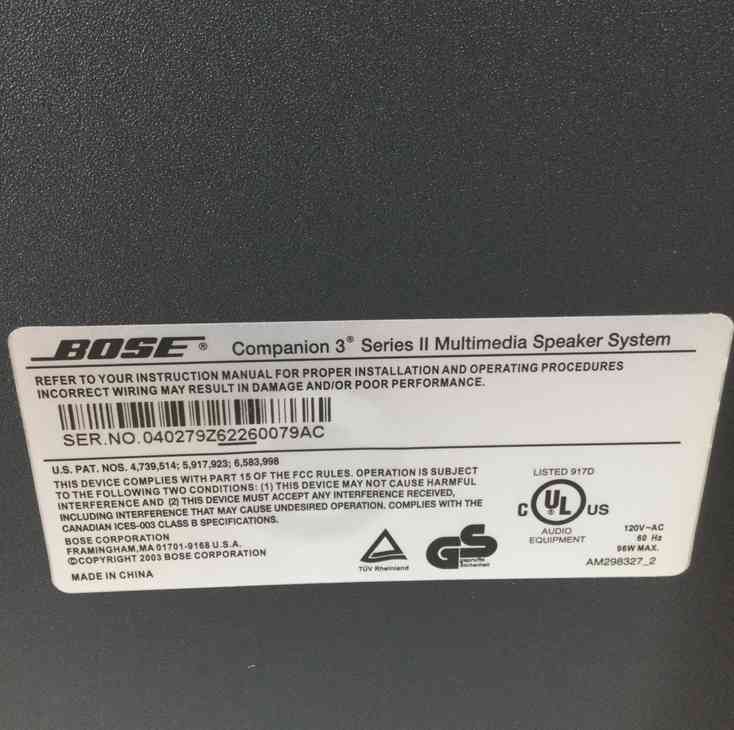 BOSE ® Companion 3® Series II Multimedia Speaker System
REFER TO YOUR INSTRUCTION MANUAL FOR PROPER INSTALLATION AND OPERATING PROCEDURES
INCORRECT WIRING MAY RESULT IN DAMAGE AND/OR POOR PERFORMANCE.
SER.NO.040279Z62260079AC
U.S. PAT. NOS. 4,739,514; 5,917,923; 6,583,998
THIS DEVICE COMPLIES WITH PART 15 OF THE FCC RULES. OPERATION IS SUBJECT
TO THE FOLLOWING TWO CONDITIONS: (1) THIS DEVICE MAY NOT CAUSE HARMFUL
INTERFERENCE AND (2) THIS DEVICE MUST ACCEPT ANY INTERFERENCE RECEIVED,
INCLUDING INTERFERENCE THAT MAY CAUSE UNDESIRED OPERATION. COMPLIES WITH THE
CANADIAN ICES-003 CLASS B SPECIFICATIONS.
BOSE CORPORATION
FRAMINGHAM,MA 01701-9168 U.S.A.
©COPYRIGHT 2003 BOSE CORPORATION
MADE IN CHINA
TÜV Rheinland
GS
geprüfte
Sicherheit
LISTED 917D
C UL ® US
AUDIO
EQUIPMENT
120V~AC
60 Hz
96W MAX.
AM298327_2